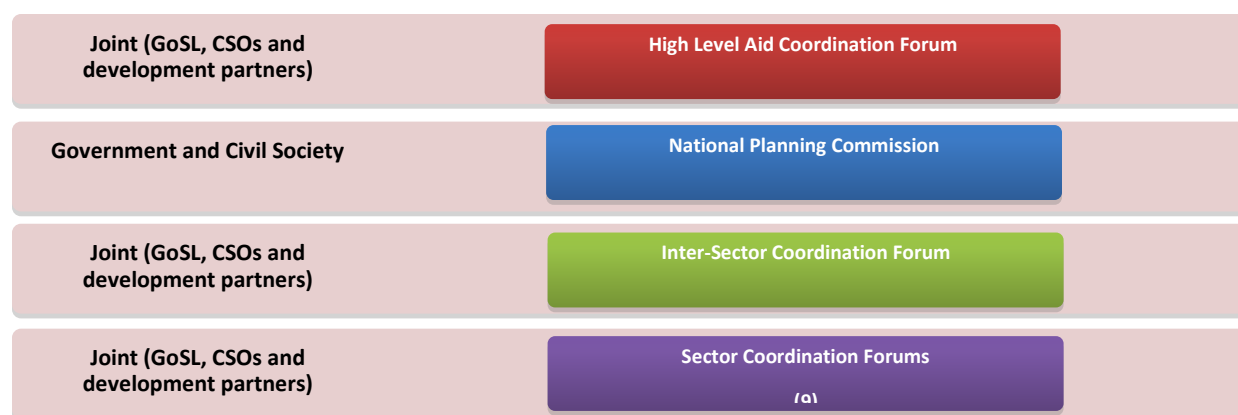 Joint (GoSL, CSOs and
development partners)
High Level Aid Coordination Forum
Government and Civil Society
National Planning Commission
Joint (GoSL, CSOs and
development partners)
Inter-Sector Coordination Forum
Joint (GoSL, CSOs and
development partners)
Sector Coordination Forums